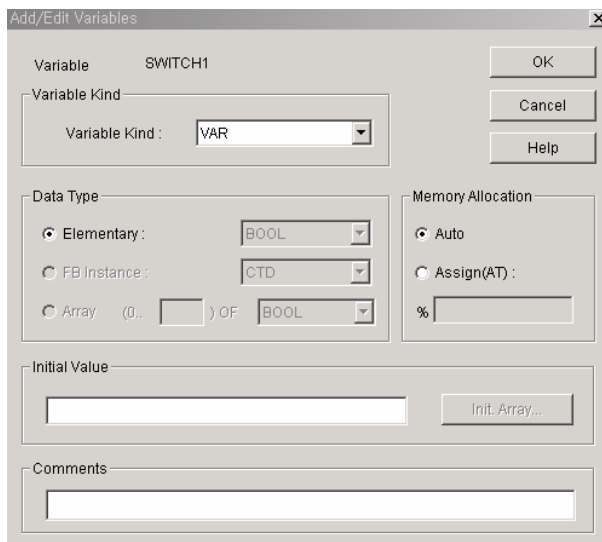 Add/Edit Variables
Variable SWITCH1
OK
Variable Kind
Variable Kind : VAR
Cancel
Help
Data Type
Elementary : BOOL
FB Instance : CTD
Array (0.. ) OF BOOL
Memory Allocation
Auto
Assign(AT) :
%
Initial Value
Init. Array...
Comments